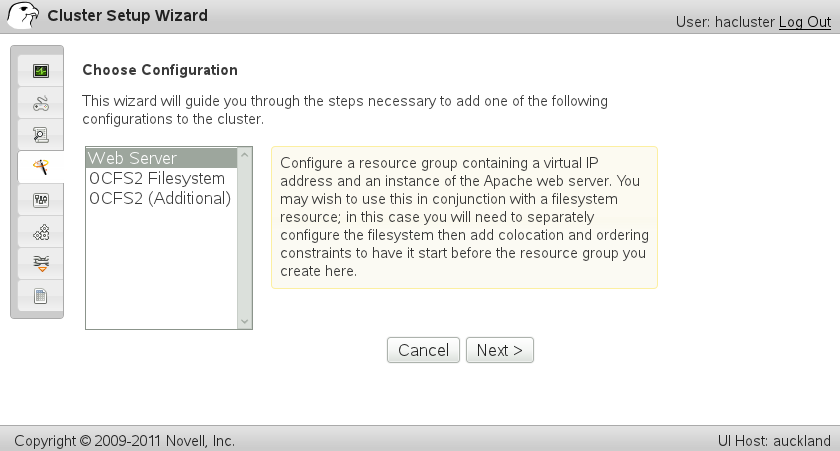 Cluster Setup Wizard
User: hacluster Log Out
Choose Configuration
This wizard will guide you through the steps necessary to add one of the following
configurations to the cluster.
Web Server
OCFS2 Filesystem
OCFS2 (Additional)
Configure a resource group containing a virtual IP
address and an instance of the Apache web server. You
may wish to use this in conjunction with a filesystem
resource; in this case you will need to separately
configure the filesystem then add colocation and ordering
constraints to have it start before the resource group you
create here.
Cancel
Next >
Copyright © 2009-2011 Novell, Inc.
UI Host: auckland